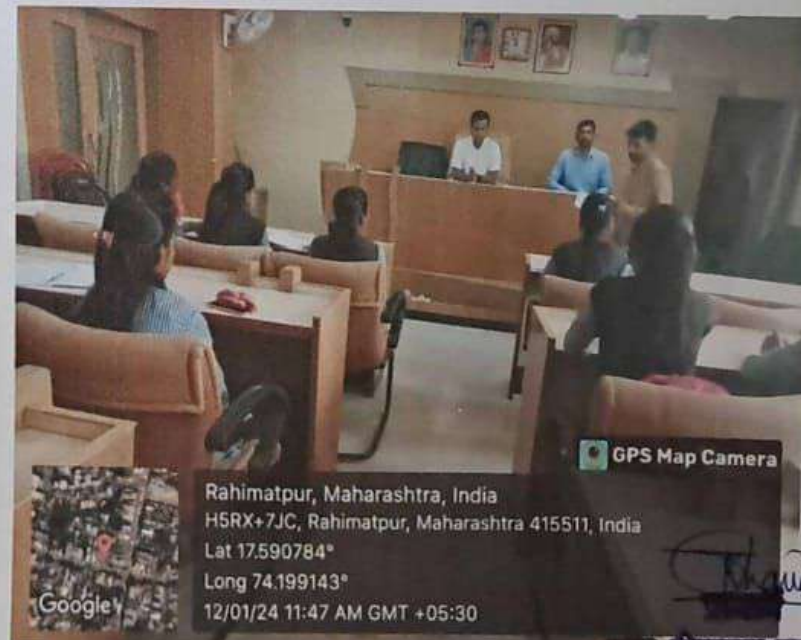 GPS Map Camera
Rahimatpur, Maharashtra, India
H5RX+7JC, Rahimatpur, Maharashtra 415511, India
Lat 17.590784°
Long 74.199143°
12/01/24 11:47 AM GMT +05:30
Google